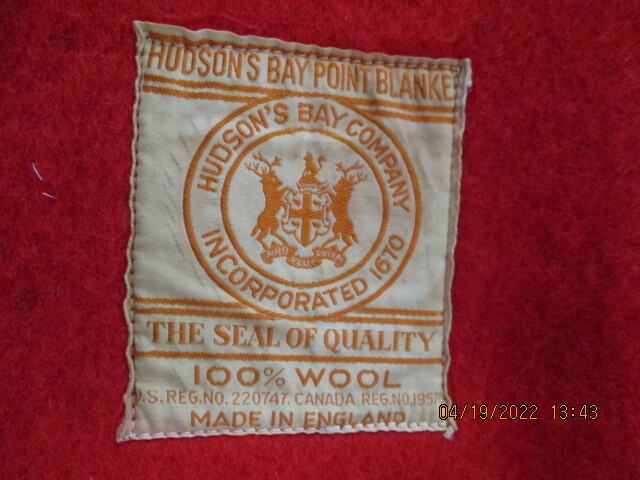 HUDSON'S BAY POINT BLANKE
HUDSON'S BAY COMPANY
INCORPORATED 1670
THE SEAL OF QUALITY
100% WOOL
U.S. REG. NO. 220747. CANADA REG. NO. 1957
MADE IN ENGLAND
04/19/2022 13:43